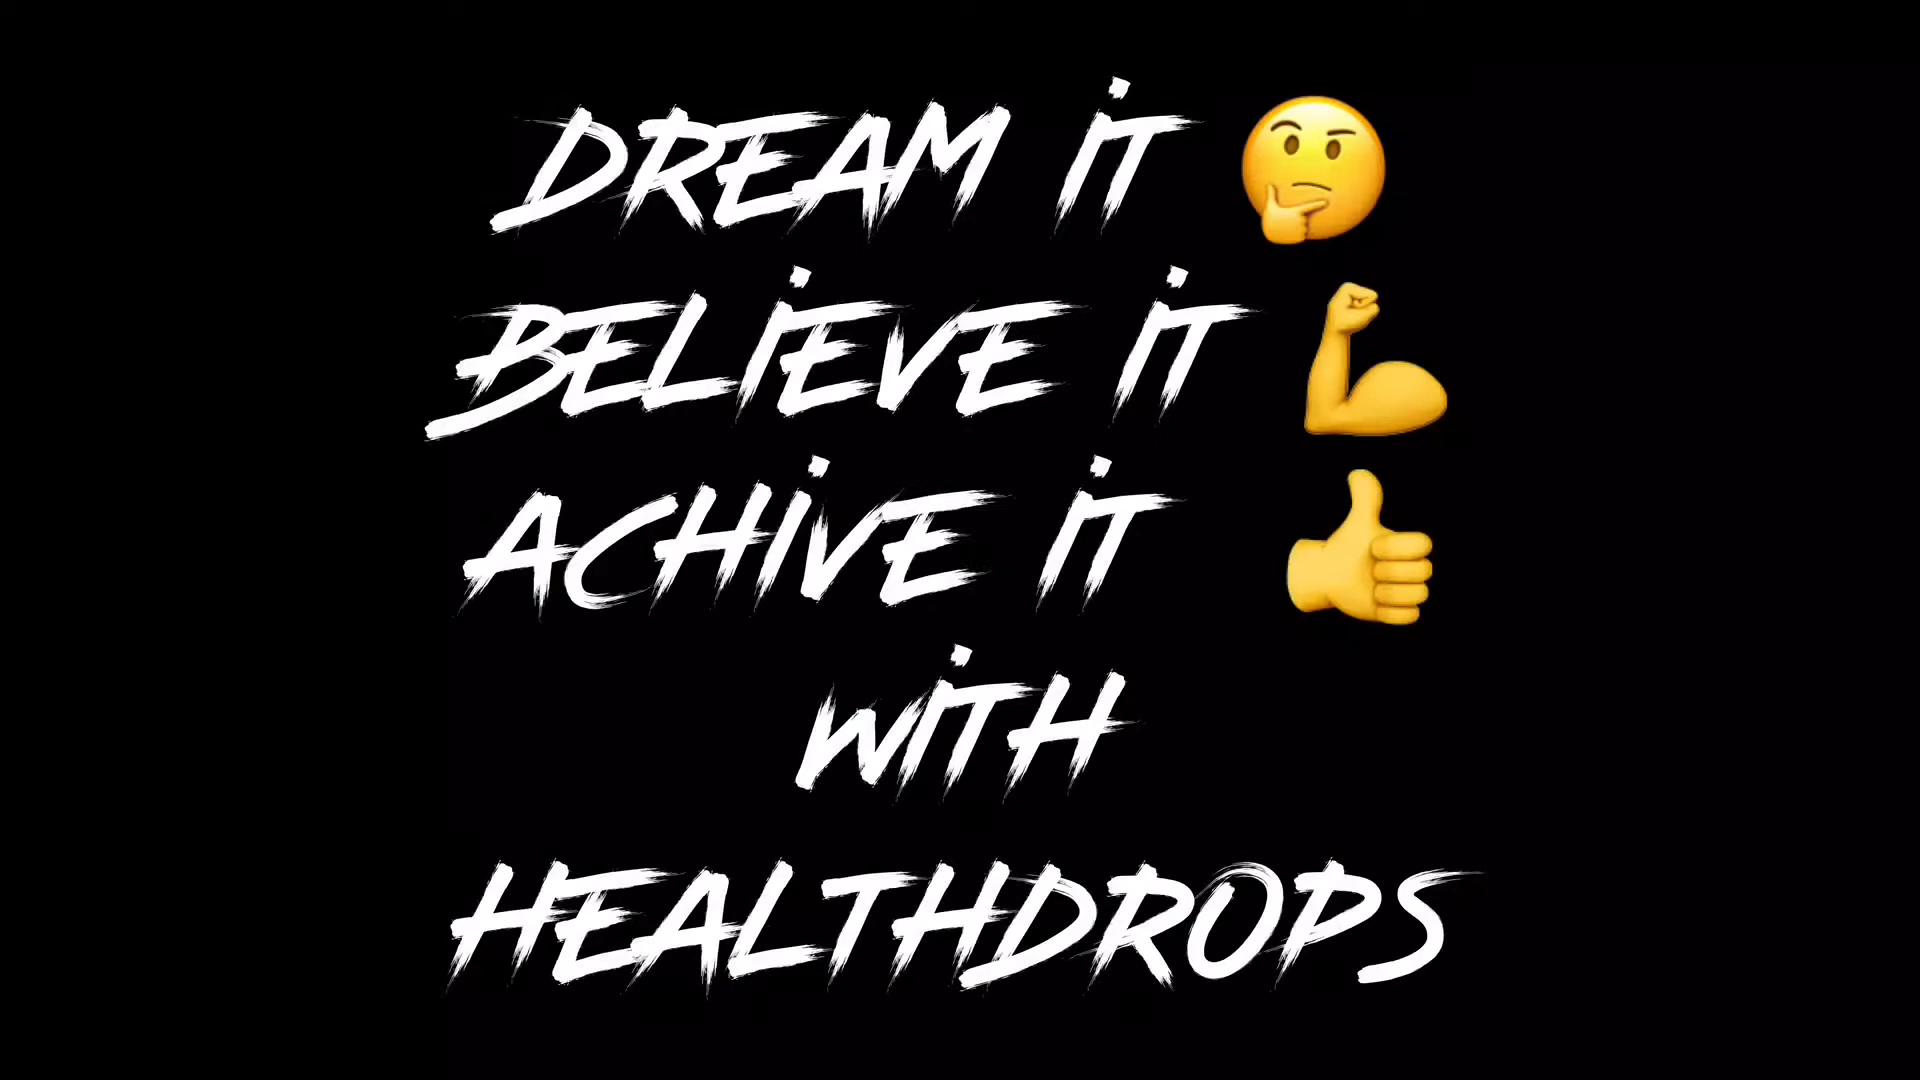 DREAM IT 🤔
BELIEVE IT 💪
ACHIVE IT 👍
WITH
HEALTHDROPS